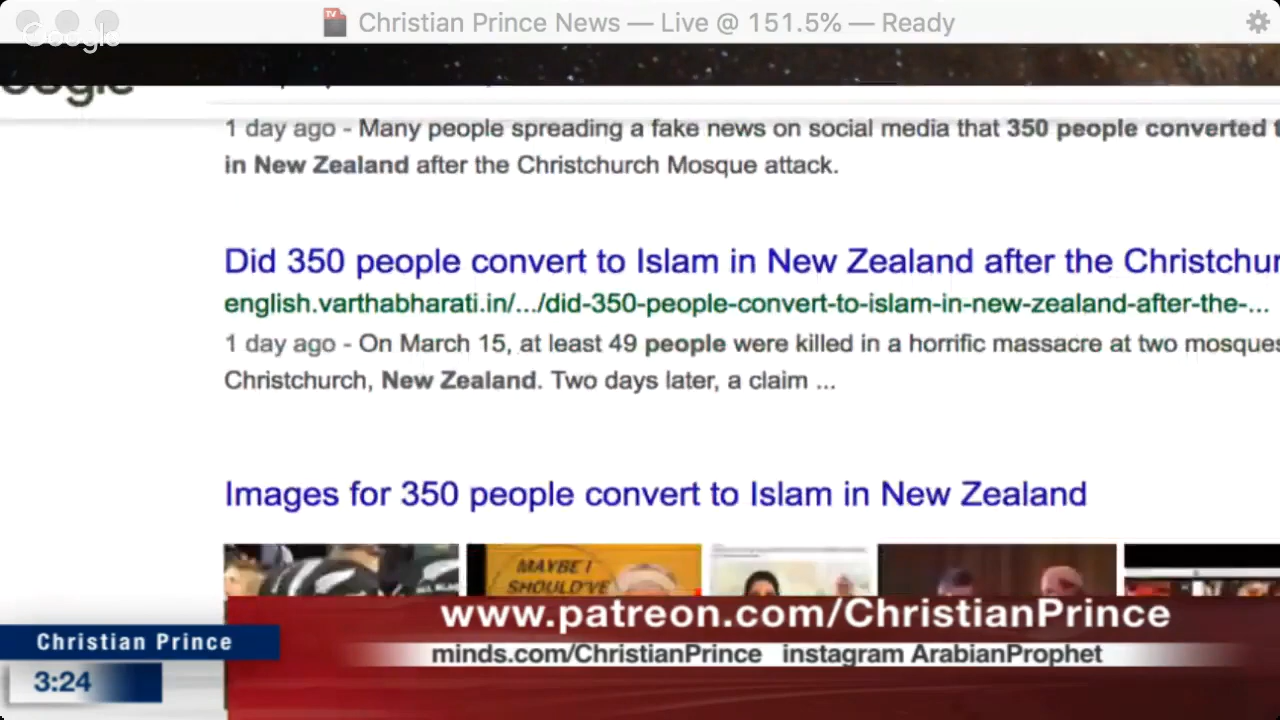 Christian Prince News — Live @ 151.5% — Ready
Google
1 day ago - Many people spreading a fake news on social media that 350 people converted
in New Zealand after the Christchurch Mosque attack.
Did 350 people convert to Islam in New Zealand after the
english.varthabharati.in/.../did-350-people-convert-to-islam-in-new-zealand-after-the-...
1 day ago - On March 15, at least 49 people were killed in a horrific massacre at two mosques
Christchurch, New Zealand. Two days later, a claim ...
Images for 350 people convert to Islam in New Zealand
MAYBE I
SHOULD'VE
www.patreon.com/ChristianPrince
Christian Prince
minds.com/ChristianPrince instagram ArabianProphet
3:24